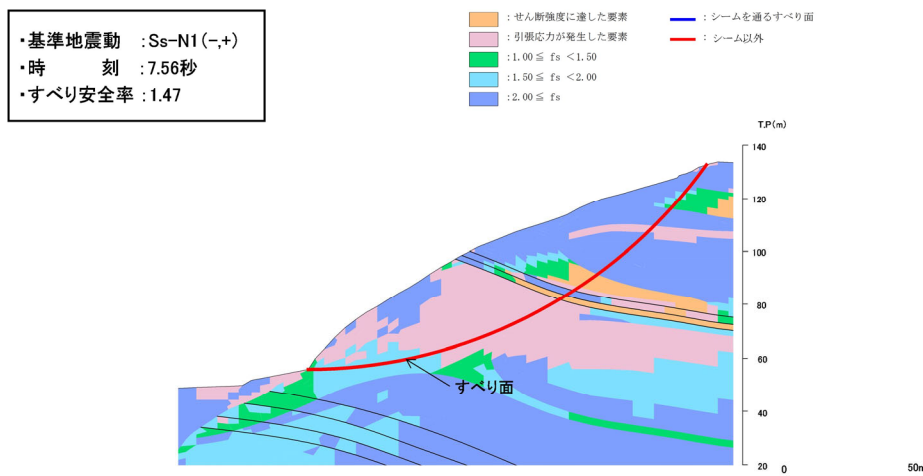 ・基準地震動 :Ss-N1(-,+)
・時 刻 :7.56秒
・すべり安全率:1.47
:せん断強度に達した要素
:引張応力が発生した要素
:1.00≦ fs <1.50
:1.50≦ fs <2.00
:2.00≦ fs
:シームを通るすべり面
: シーム以外
T.P(m)
140
120
100
80
60
40
20
すべり面
0
50m